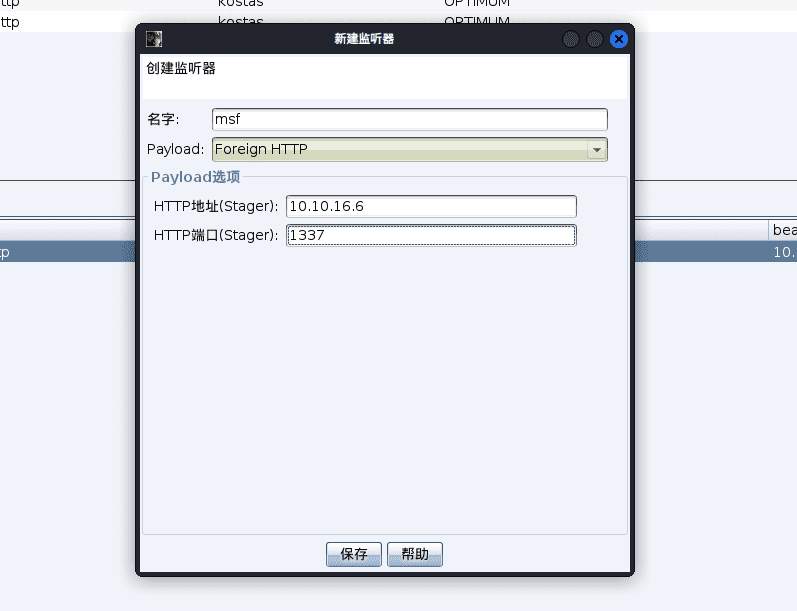 ttp kostas OPTIMUM
ttp kostas OPTIMUM
新建监听器
创建监听器
名字: msf
Payload: Foreign HTTP
Payload选项
HTTP地址(Stager): 10.10.16.6
HTTP端口(Stager): 1337
bea
tp 10.
保存 帮助